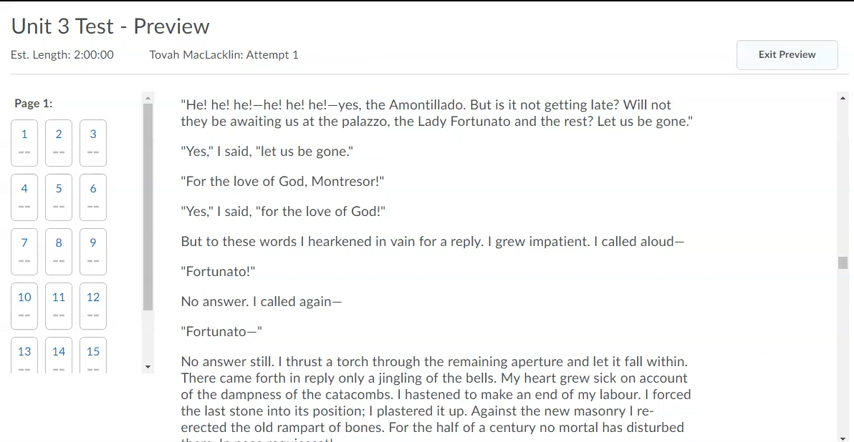 Unit 3 Test - Preview
Est. Length: 2:00:00 Tovah MacLacklin: Attempt 1
Exit Preview
Page 1:
1 2 3
-- -- --
4 5 6
-- -- --
7 8 9
-- -- --
10 11 12
-- -- --
13 14 15
-- -- --
"He! he! he!—he! he! he!—yes, the Amontillado. But is it not getting late? Will not
they be awaiting us at the palazzo, the Lady Fortunato and the rest? Let us be gone."
"Yes," I said, "let us be gone."
"For the love of God, Montresor!"
"Yes," I said, "for the love of God!"
But to these words I hearkened in vain for a reply. I grew impatient. I called aloud—
"Fortunato!"
No answer. I called again—
"Fortunato—"
No answer still. I thrust a torch through the remaining aperture and let it fall within.
There came forth in reply only a jingling of the bells. My heart grew sick on account
of the dampness of the catacombs. I hastened to make an end of my labour. I forced
the last stone into its position; I plastered it up. Against the new masonry I re-
erected the old rampart of bones. For the half of a century no mortal has disturbed
them. In pace requiescat!